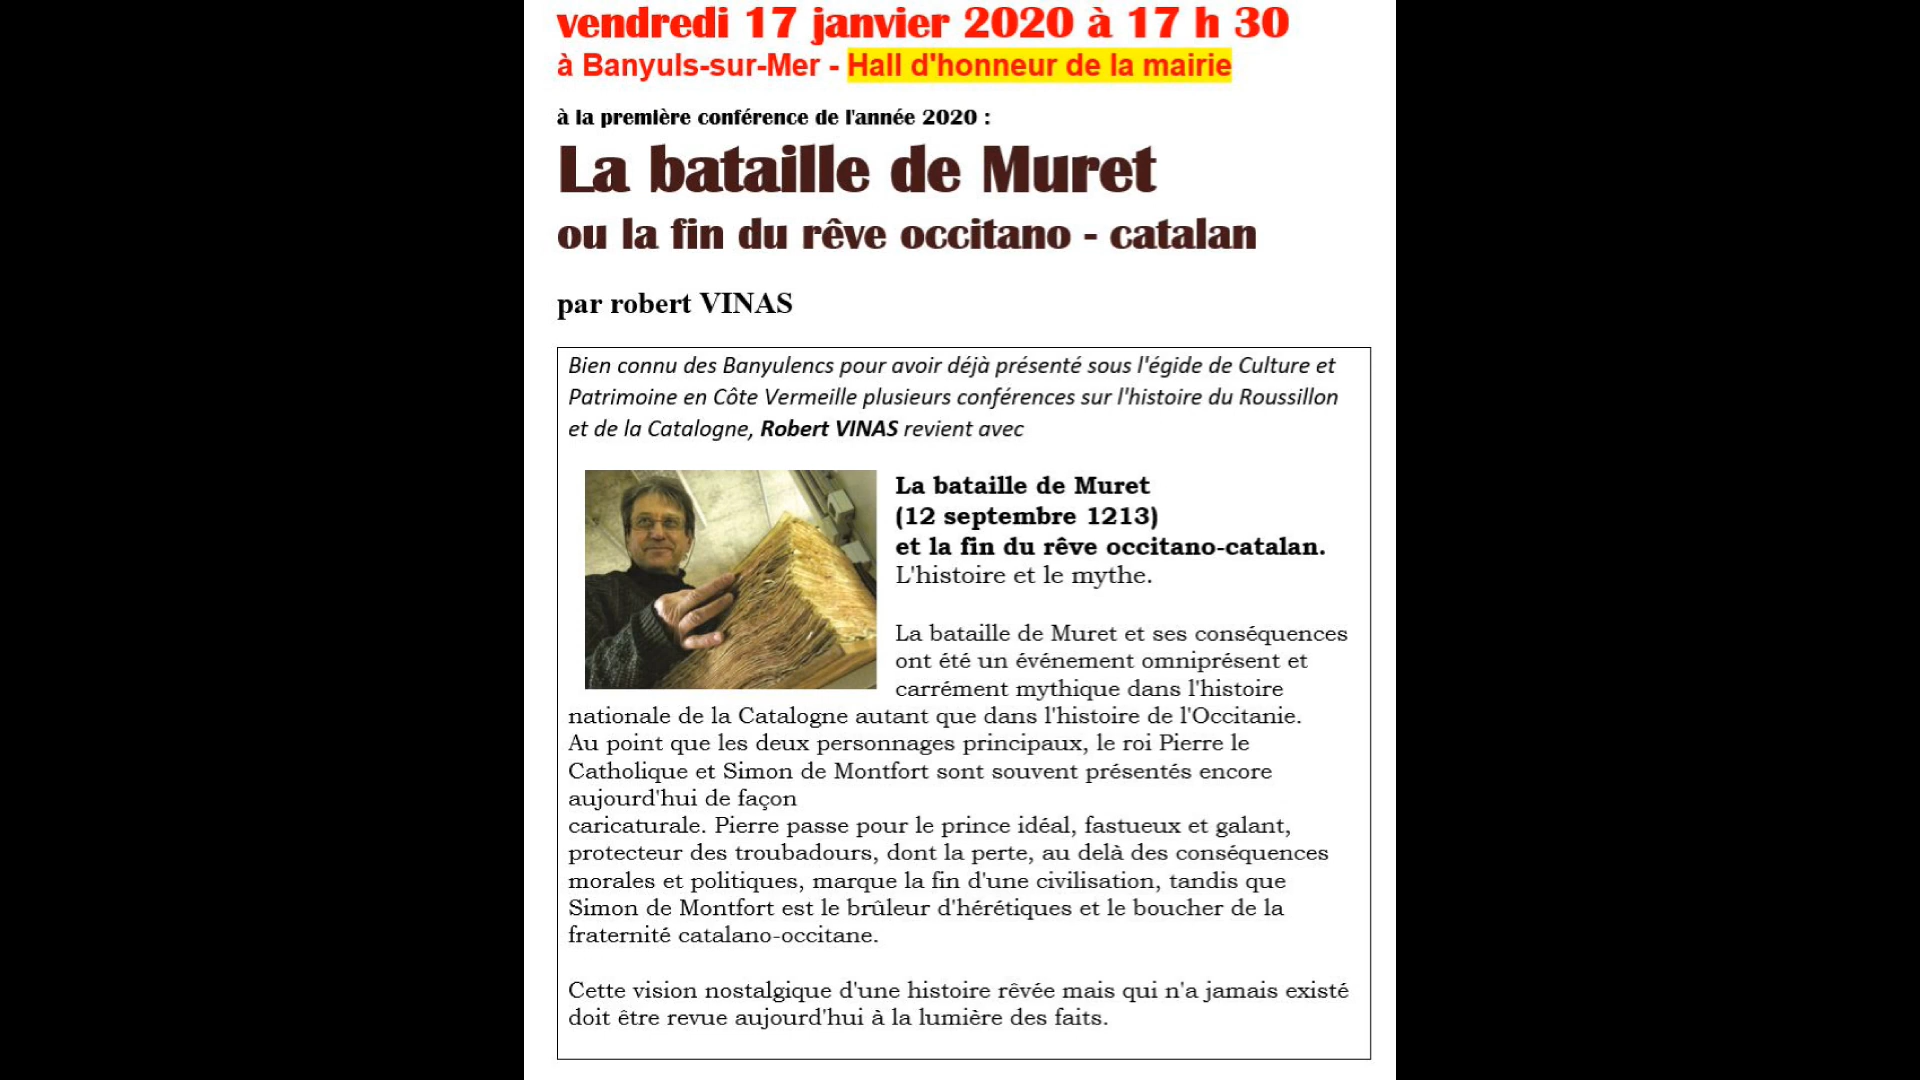 vendredi 17 janvier 2020 à 17 h 30
à Banyuls-sur-Mer - Hall d'honneur de la mairie
à la première conférence de l'année 2020 :
La bataille de Muret
ou la fin du rêve occitano - catalan
par robert VINAS
Bien connu des Banyulencs pour avoir déjà présenté sous l'égide de Culture et
Patrimoine en Côte Vermeille plusieurs conférences sur l'histoire du Roussillon
et de la Catalogne, Robert VINAS revient avec
La bataille de Muret
(12 septembre 1213)
et la fin du rêve occitano-catalan.
L'histoire et le mythe.
La bataille de Muret et ses conséquences
ont été un événement omniprésent et
carrément mythique dans l'histoire
nationale de la Catalogne autant que dans l'histoire de l'Occitanie.
Au point que les deux personnages principaux, le roi Pierre le
Catholique et Simon de Montfort sont souvent présentés encore
aujourd'hui de façon
caricaturale. Pierre passe pour le prince idéal, fastueux et galant,
protecteur des troubadours, dont la perte, au delà des conséquences
morales et politiques, marque la fin d'une civilisation, tandis que
Simon de Montfort est le brûleur d'hérétiques et le boucher de la
fraternité catalano-occitane.
Cette vision nostalgique d'une histoire rêvée mais qui n'a jamais existé
doit être revue aujourd'hui à la lumière des faits.